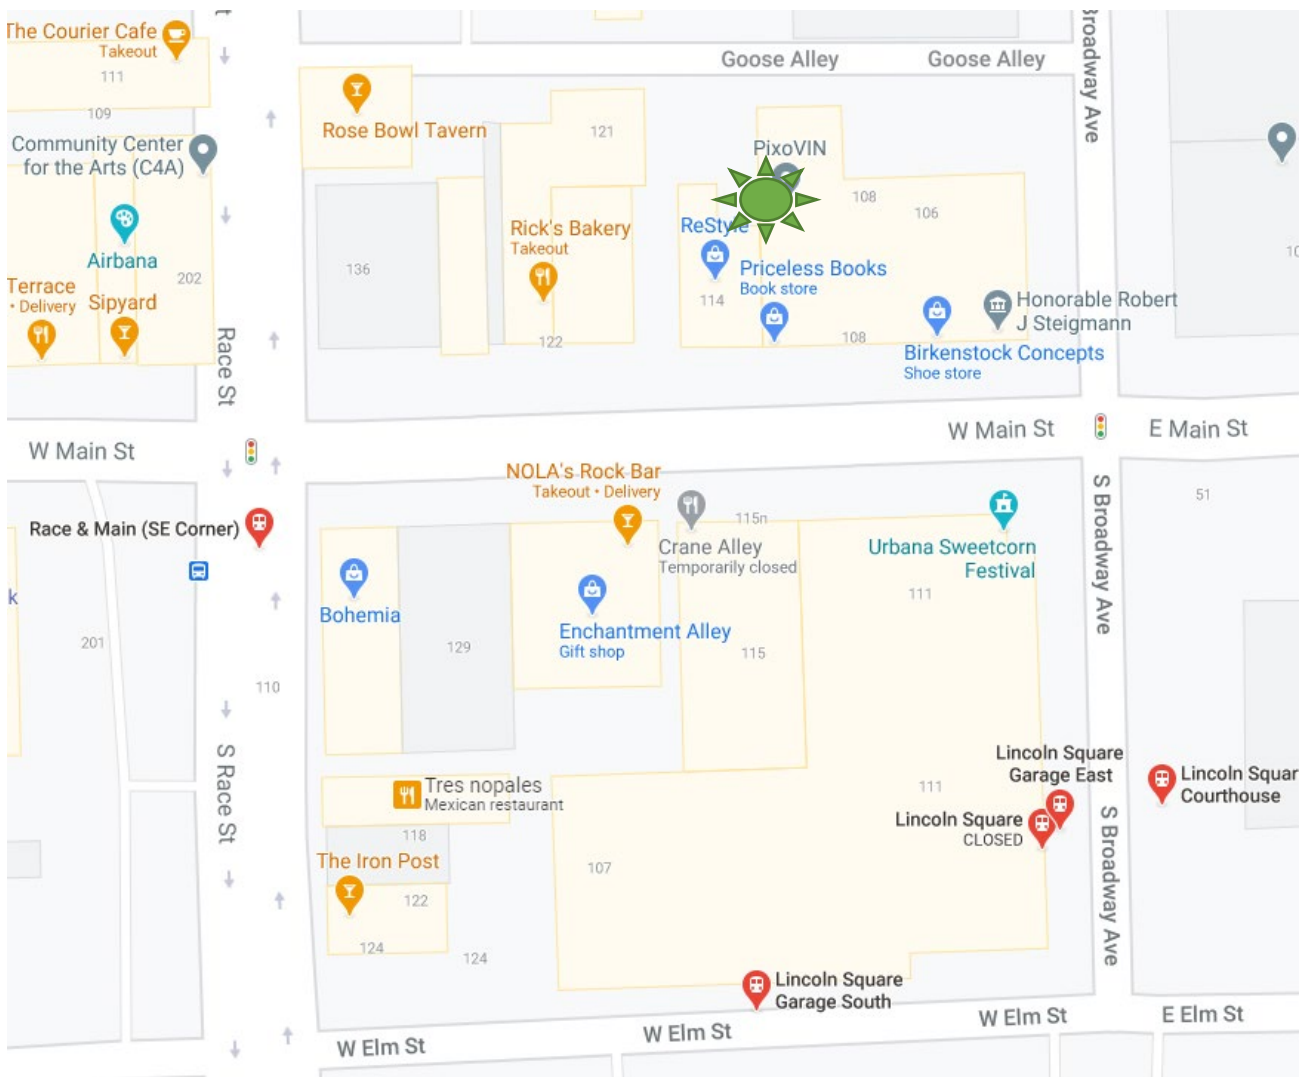 The Courier Cafe
Takeout
111
109
Community Center
for the Arts (C4A)
Airbana
Terrace
• Delivery
Sipyard
202
Rose Bowl Tavern
136
Goose Alley
Goose Alley
Broadway Ave
121
Rick's Bakery
Takeout
122
PixoVIN
108
106
ReStyle
114
Priceless Books
Book store
108
Birkenstock Concepts
Shoe store
Honorable Robert
J Steigmann
10
Race St
W Main St
W Main St
E Main St
Race & Main (SE Corner)
NOLA's Rock Bar
Takeout • Delivery
115n
Crane Alley
Temporarily closed
Urbana Sweetcorn
Festival
111
51
S Broadway Ave
k
201
110
Bohemia
129
Enchantment Alley
Gift shop
115
S Race St
Tres nopales
Mexican restaurant
118
The Iron Post
122
124
124
107
111
Lincoln Square
Garage East
Lincoln Square
CLOSED
Lincoln Squar
Courthouse
S Broadway Ave
Lincoln Square
Garage South
W Elm St
W Elm St
W Elm St
E Elm St